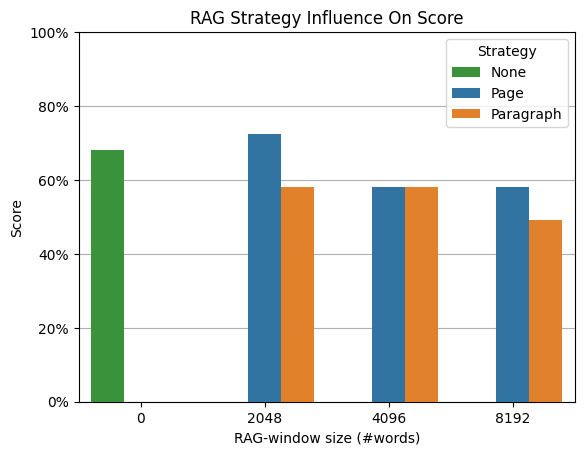 RAG Strategy Influence On Score
100%
80%
60%
40%
20%
0%
Score
Strategy
None
Page
Paragraph
0
2048
4096
8192
RAG-window size (#words)